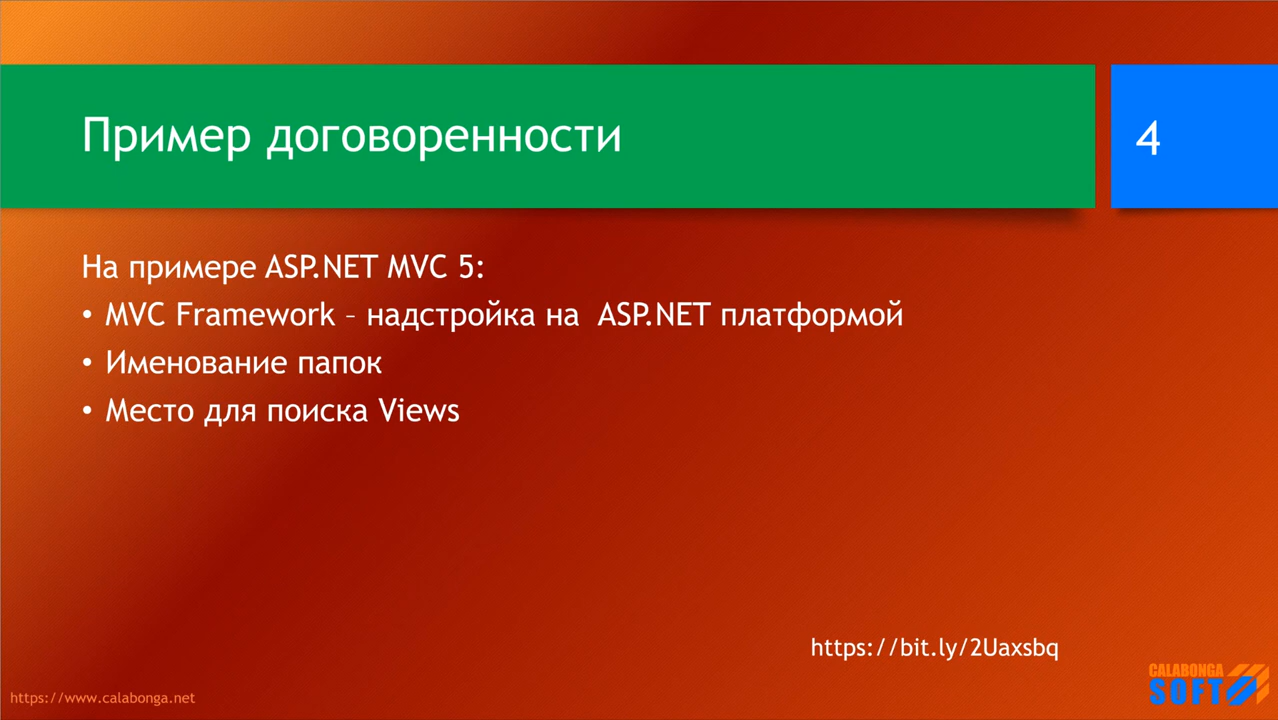 Пример договоренности
4
На примере ASP.NET MVC 5:
• MVC Framework – надстройка на ASP.NET платформой
• Именование папок
• Место для поиска Views
https://bit.ly/2Uaxsbq
https://www.calabonga.net
CALABONGA
SOFT